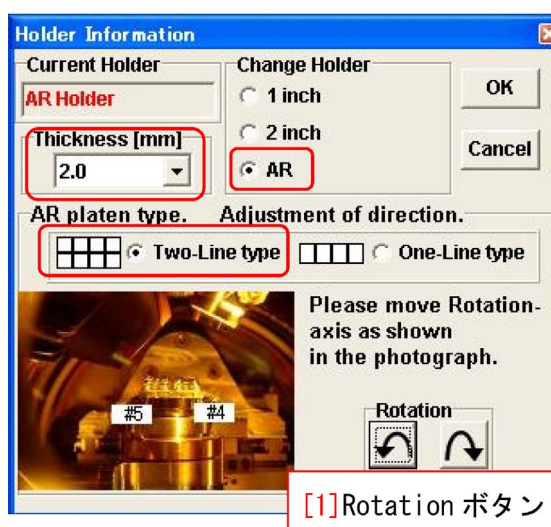 Holder Information
Current Holder
AR Holder
Thickness [mm]
2.0
Change Holder
1 inch
2 inch
AR
OK
Cancel
AR platen type.
Adjustment of direction.
Two-Line type
One-Line type
#5
#4
Please move Rotation-
axis as shown
in the photograph.
Rotation
[1]Rotation ボタン